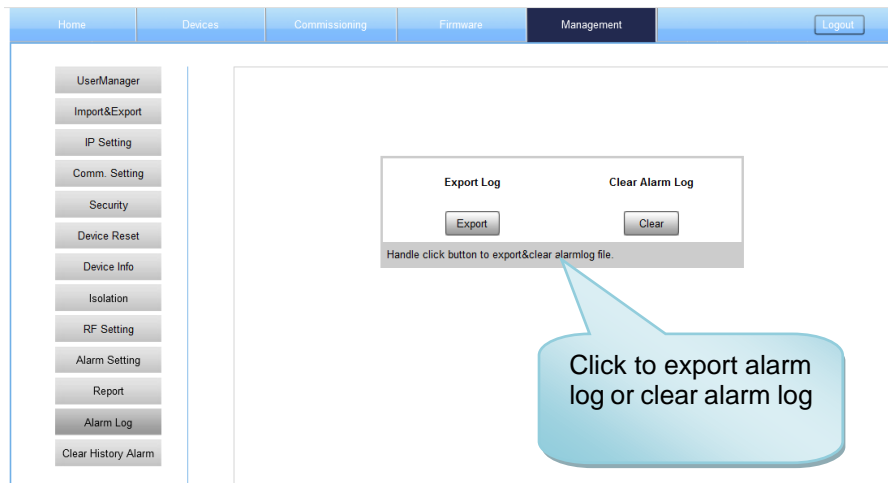 Home Devices Commissioning Firmware Management Logout
UserManager
Import&Export
IP Setting
Comm. Setting
Security
Device Reset
Device Info
Isolation
RF Setting
Alarm Setting
Report
Alarm Log
Clear History Alarm
Export Log Clear Alarm Log
Export Clear
Handle click button to export&clear alarmlog file.
Click to export alarm
log or clear alarm log